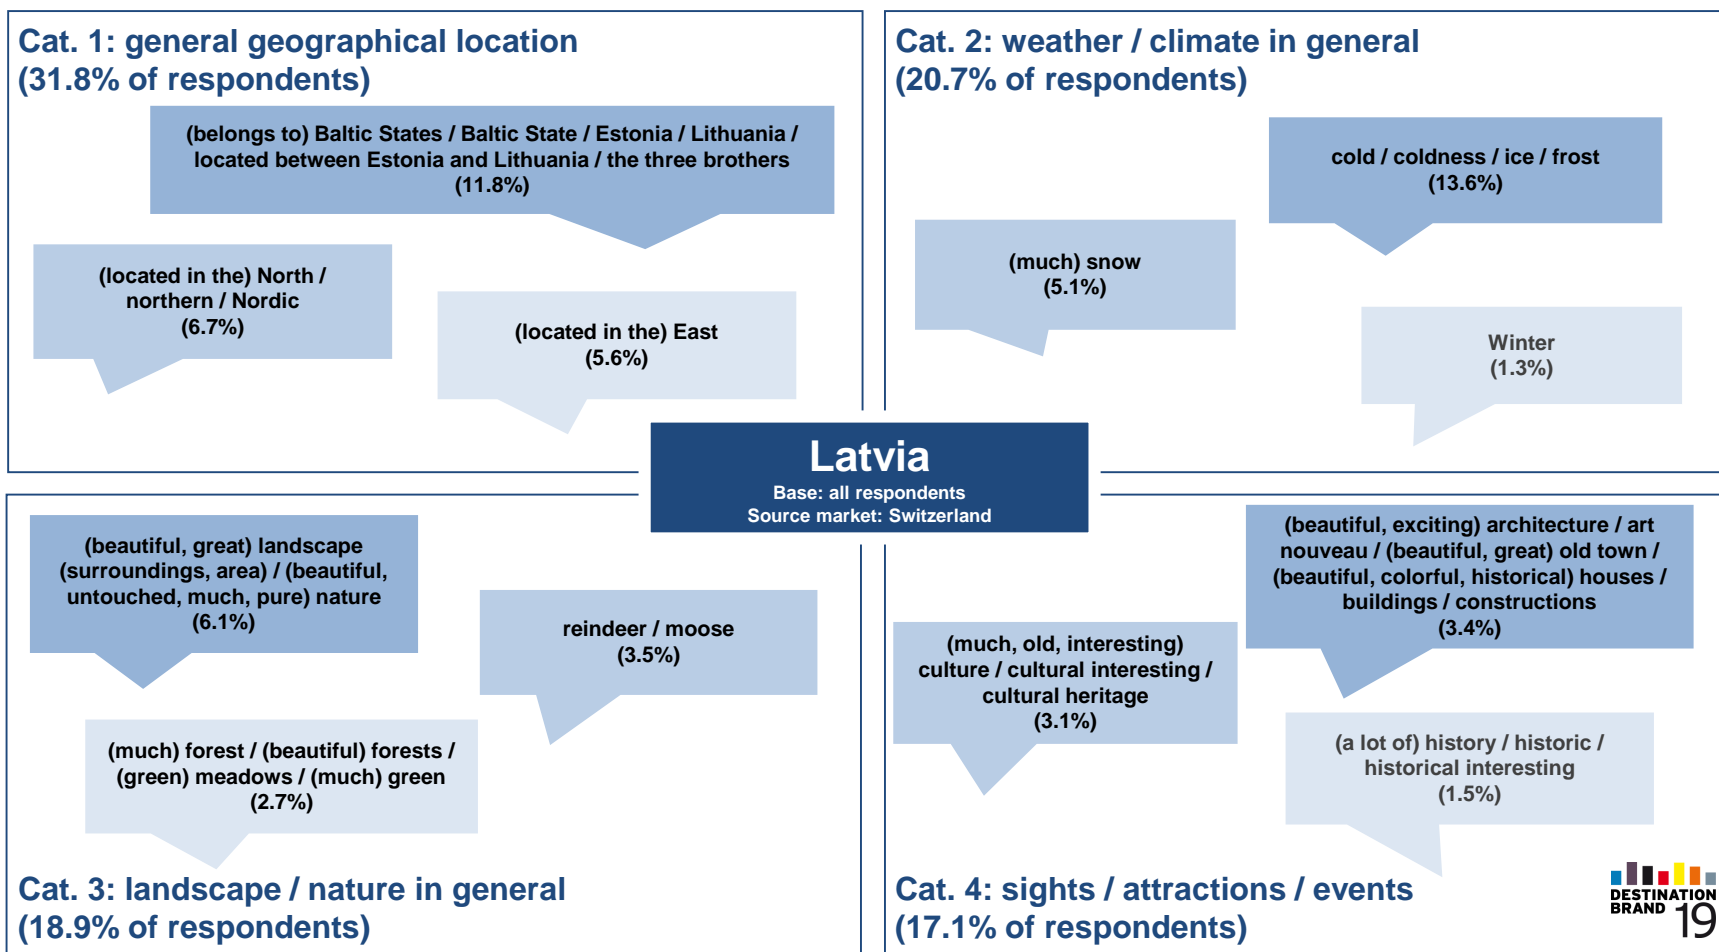 Cat. 1: general geographical location
(31.8% of respondents)
(belongs to) Baltic States / Baltic State / Estonia / Lithuania /
located between Estonia and Lithuania / the three brothers
(11.8%)
(located in the) North /
northern / Nordic
(6.7%)
(located in the) East
(5.6%)
Cat. 2: weather / climate in general
(20.7% of respondents)
cold / coldness / ice / frost
(13.6%)
(much) snow
(5.1%)
Winter
(1.3%)
Latvia
Base: all respondents
Source market: Switzerland
(beautiful, great) landscape
(surroundings, area) / (beautiful,
untouched, much, pure) nature
(6.1%)
reindeer / moose
(3.5%)
(much) forest / (beautiful) forests /
(green) meadows / (much) green
(2.7%)
Cat. 3: landscape / nature in general
(18.9% of respondents)
(beautiful, exciting) architecture / art
nouveau / (beautiful, great) old town /
(beautiful, colorful, historical) houses /
buildings / constructions
(3.4%)
(much, old, interesting)
culture / cultural interesting /
cultural heritage
(3.1%)
(a lot of) history / historic /
historical interesting
(1.5%)
Cat. 4: sights / attractions / events
(17.1% of respondents)
DESTINATION
BRAND 19